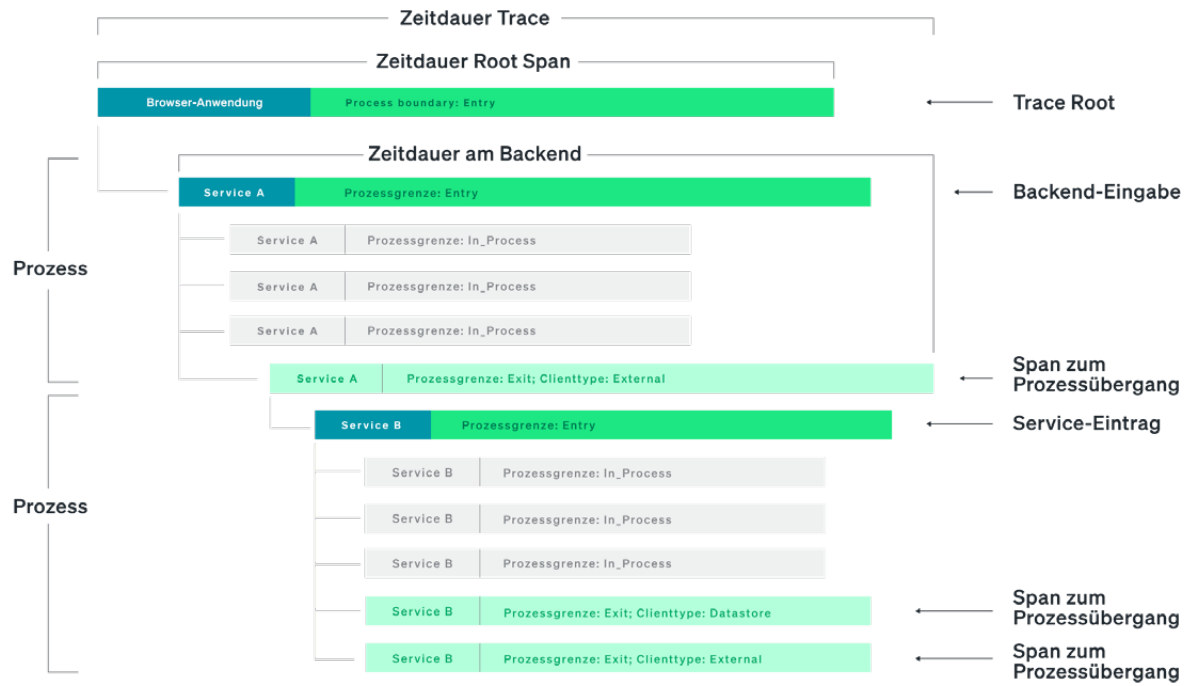 Zeitdauer Trace
Zeitdauer Root Span
Browser-Anwendung Process boundary: Entry
Trace Root
Zeitdauer am Backend
Service A Prozessgrenze: Entry
Backend-Eingabe
Service A Prozessgrenze: In_Process
Prozess
Service A Prozessgrenze: In_Process
Service A Prozessgrenze: In_Process
Service A Prozessgrenze: Exit; Clienttype: External
Span zum
Prozessübergang
Service B Prozessgrenze: Entry
Service-Eintrag
Service B Prozessgrenze: In_Process
Prozess
Service B Prozessgrenze: In_Process
Service B Prozessgrenze: In_Process
Service B Prozessgrenze: Exit; Clienttype: Datastore
Span zum
Prozessübergang
Service B Prozessgrenze: Exit; Clienttype: External
Span zum
Prozessübergang